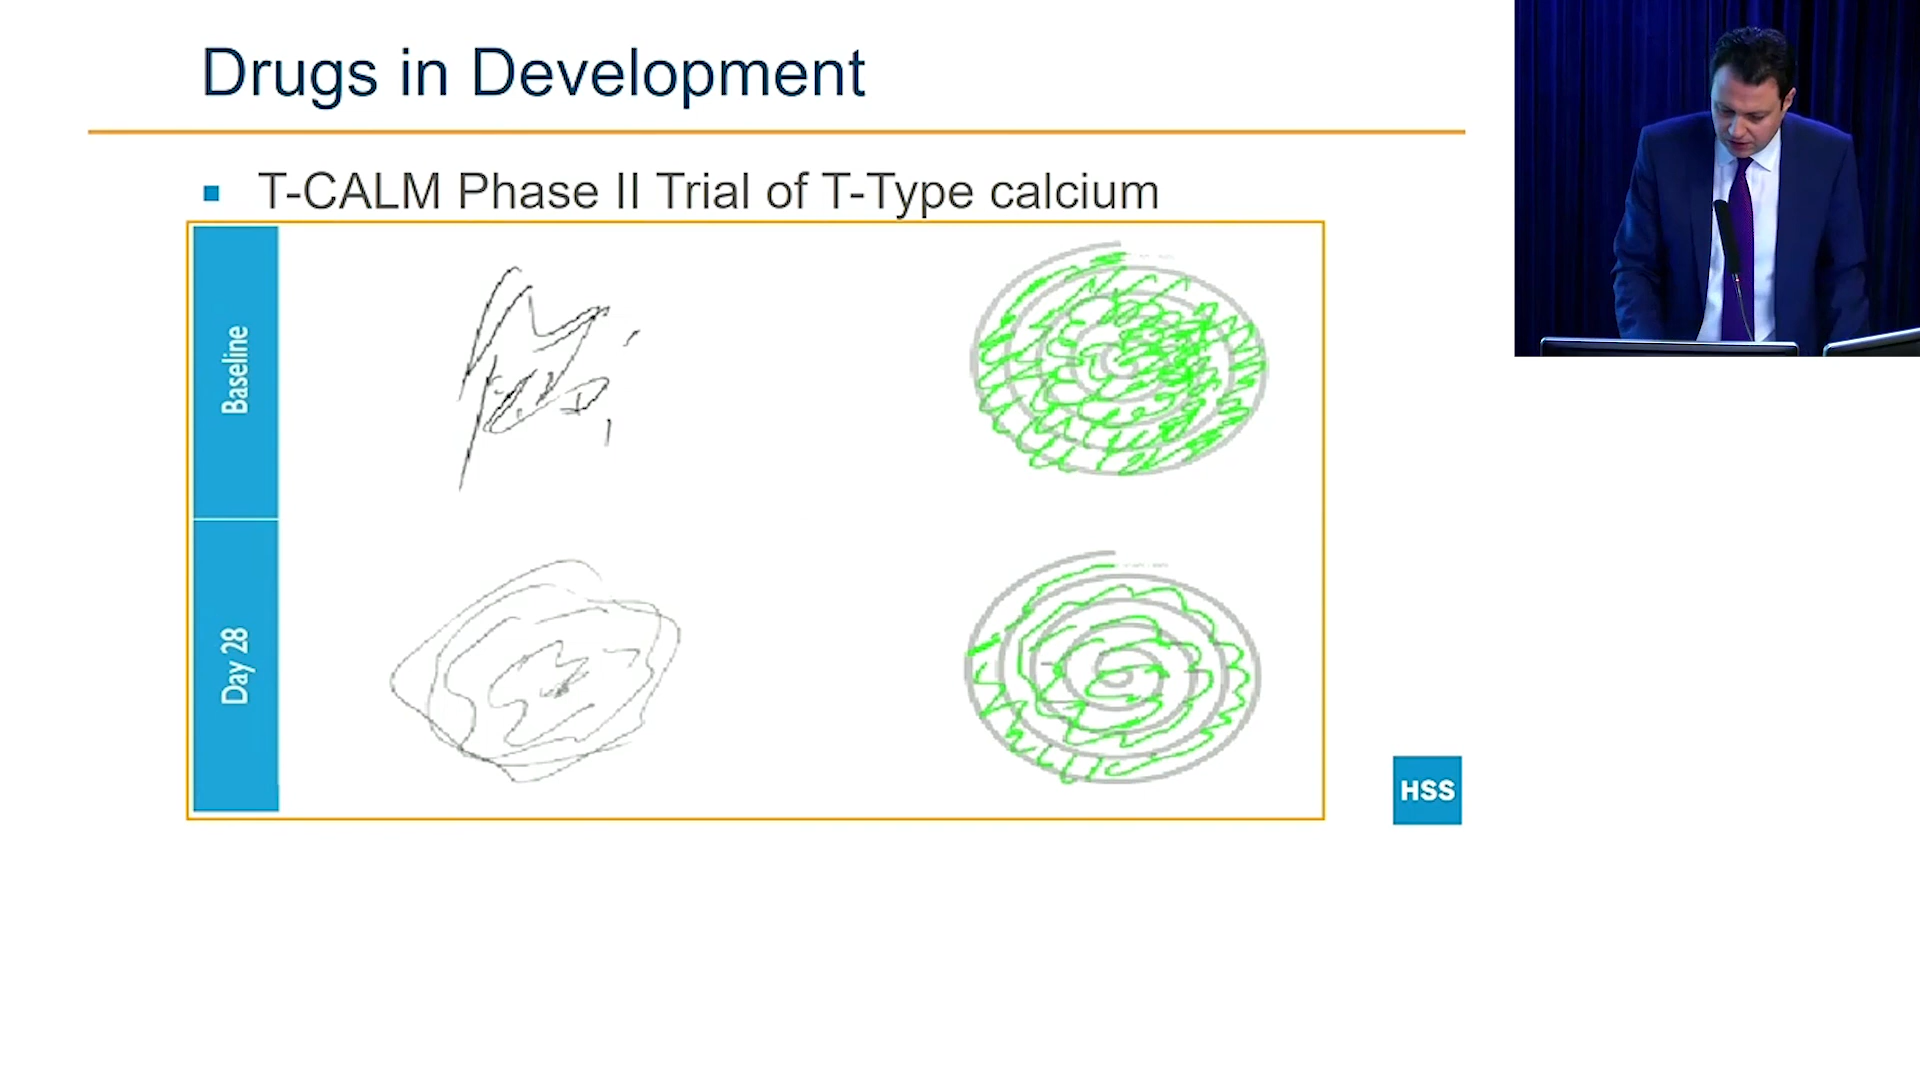 Drugs in Development
T-CALM Phase II Trial of T-Type calcium
Baseline
Day 28
HSS